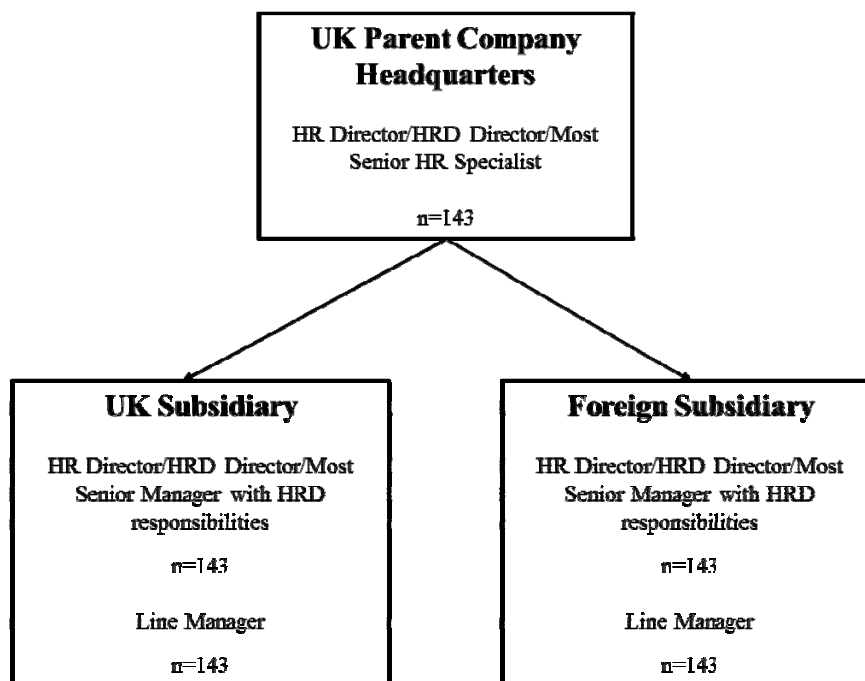 UK Parent Company
Headquarters
HR Director/HRD Director/Most
Senior HR Specialist
n=143
UK Subsidiary
HR Director/HRD Director/Most
Senior Manager with HRD
responsibilities
n=143
Line Manager
n=143
Foreign Subsidiary
HR Director/HRD Director/Most
Senior Manager with HRD
responsibilities
n=143
Line Manager
n=143